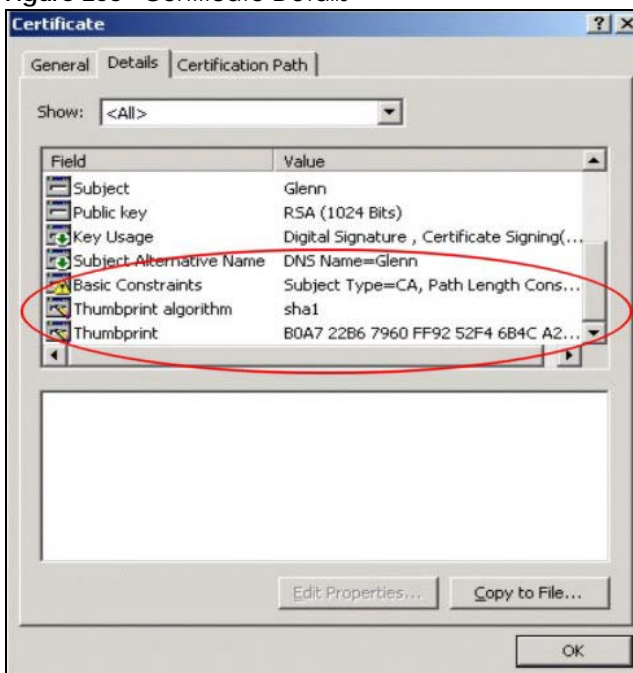 Certificate
General Details Certification Path
Show: <All>
Field Value
Subject Glenn
Public key RSA (1024 Bits)
Key Usage Digital Signature , Certificate Signing(...
Subject Alternative Name DNS Name=Glenn
Basic Constraints Subject Type=CA, Path Length Cons...
Thumbprint algorithm sha1
Thumbprint B0A7 22B6 7960 FF92 52F4 6B4C A2...
Edit Properties... Copy to File...
OK